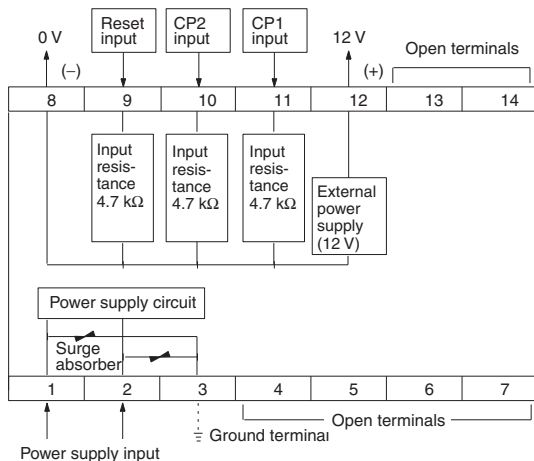 0 V
(–)
Reset
input
CP2
input
CP1
input
12 V
(+)
Open terminals
8 9 10 11 12 13 14
Input
resis-
tance
4.7 kΩ
Input
resis-
tance
4.7 kΩ
Input
resis-
tance
4.7 kΩ
External
power
supply
(12 V)
Power supply circuit
Surge
absorber
1 2 3 4 5 6 7
Open terminals
Ground terminal
Power supply input